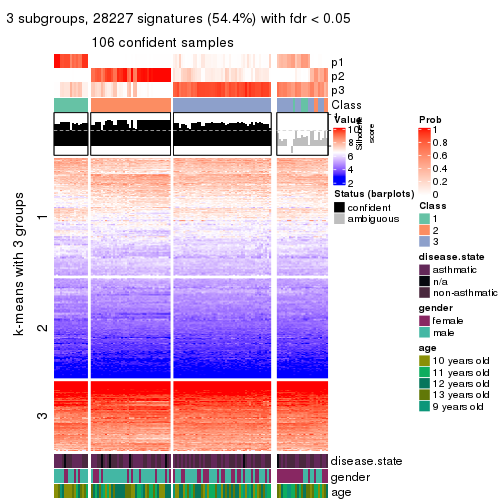 3 subgroups, 28227 signatures (54.4%) with fdr < 0.05
106 confident samples
p1
p2
p3
Class
Silhouette
score
k-means with 3 groups
1
2
3
disease.state
gender
age
Value
10
8
6
4
2
Status (barplots)
confident
ambiguous
Prob
1
0.8
0.6
0.4
0.2
0
Class
1
2
3
disease.state
asthmatic
n/a
non-asthmatic
gender
female
male
age
10 years old
11 years old
12 years old
13 years old
9 years old